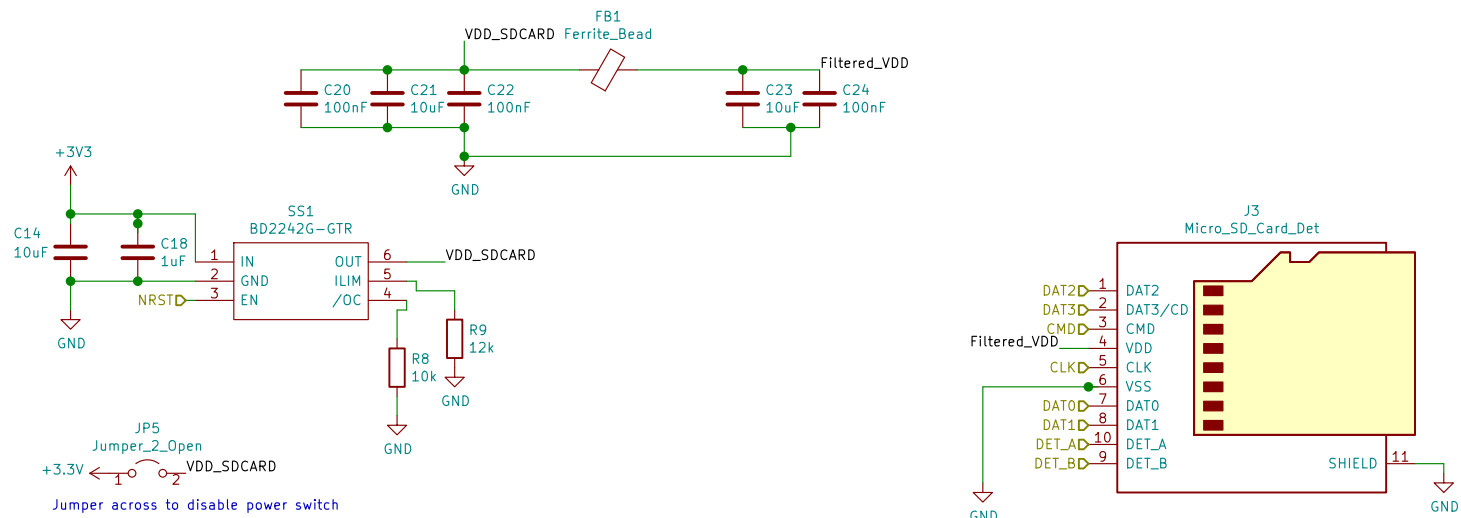 FB1
Ferrite_Bead
VDD_SDCARD
Filtered_VDD
C20
100nF
C21
10uF
C22
100nF
C23
10uF
C24
100nF
GND
+3V3
C14
10uF
C18
1uF
GND
SS1
BD2242G-GTR
1 IN
2 GND
3 EN
NRST
OUT 6
ILIM 5
/OC 4
VDD_SDCARD
R9
12k
GND
R8
10k
GND
JP5
Jumper_2_Open
+3.3V
1
2
VDD_SDCARD
Jumper across to disable power switch
J3
Micro_SD_Card_Det
DAT2 1 DAT2
DAT3 2 DAT3/CD
CMD 3 CMD
Filtered_VDD 4 VDD
CLK 5 CLK
6 VSS
DAT0 7 DAT0
DAT1 8 DAT1
DET_A 10 DET_A
DET_B 9 DET_B
SHIELD 11
GND
GND